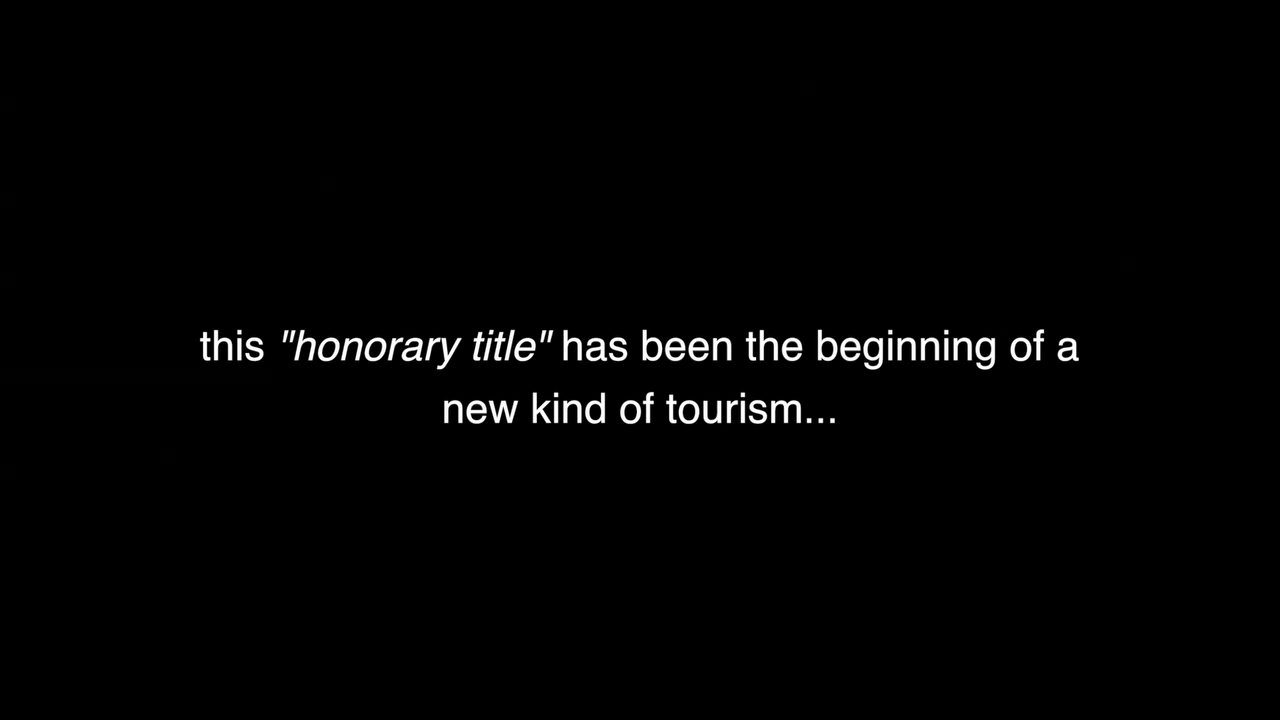 this "honorary title" has been the beginning of a
new kind of tourism...